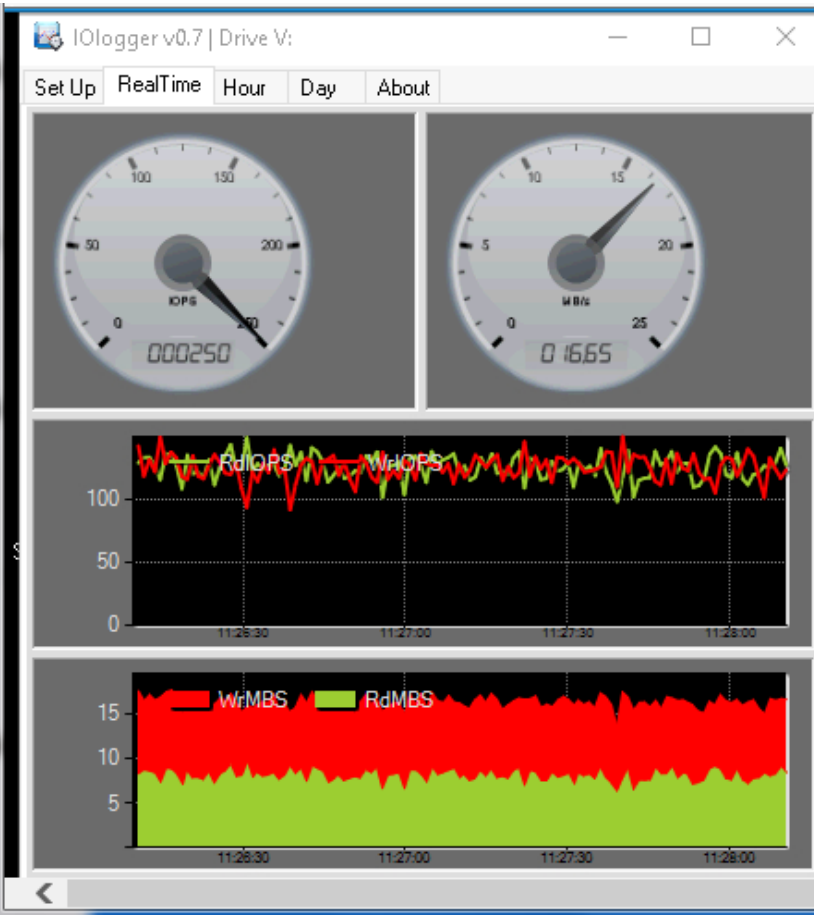 IOlogger v0.7 | Drive V:
Set Up RealTime Hour Day About
100 150
50 200
0 250
IOPS
000250
10 15
5 20
0 25
MB/s
016,65
RdIOPS WrIOPS
100
50
0
11:26:30 11:27:00 11:27:30 11:28:00
WrMBS RdMBS
15
10
5
11:26:30 11:27:00 11:27:30 11:28:00